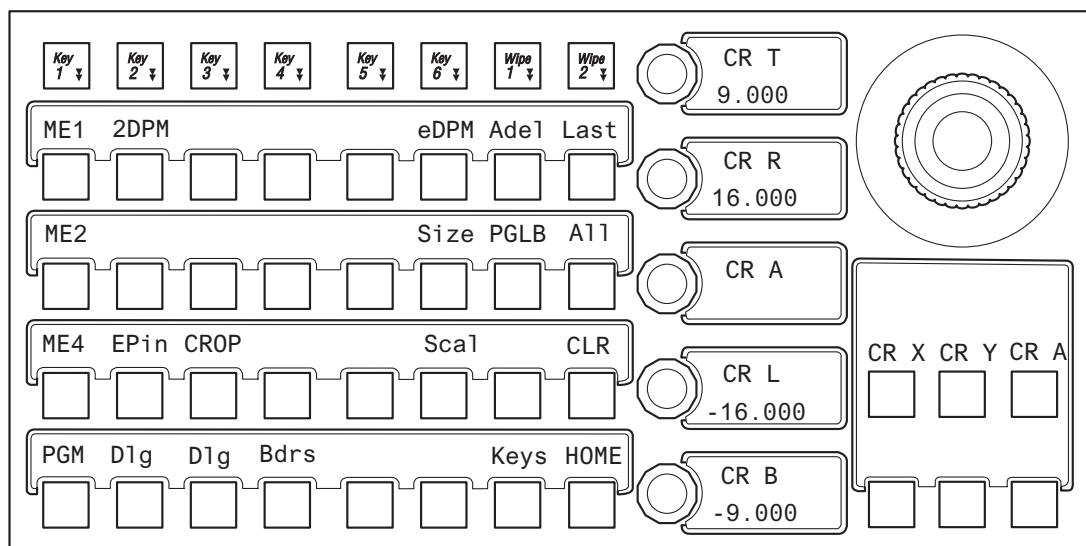 Key 1 Key 2 Key 3 Key 4 Key 5 Key 6 Wipe 1 Wipe 2
ME1 2DPM eDPM Adel Last
ME2 Size PGLB All
ME4 EPin CROP Scal CLR
PGM Dlg Dlg Bdrs Keys HOME
CR T
9.000
CR R
16.000
CR A
CR L
-16.000
CR B
-9.000
CR X CR Y CR A